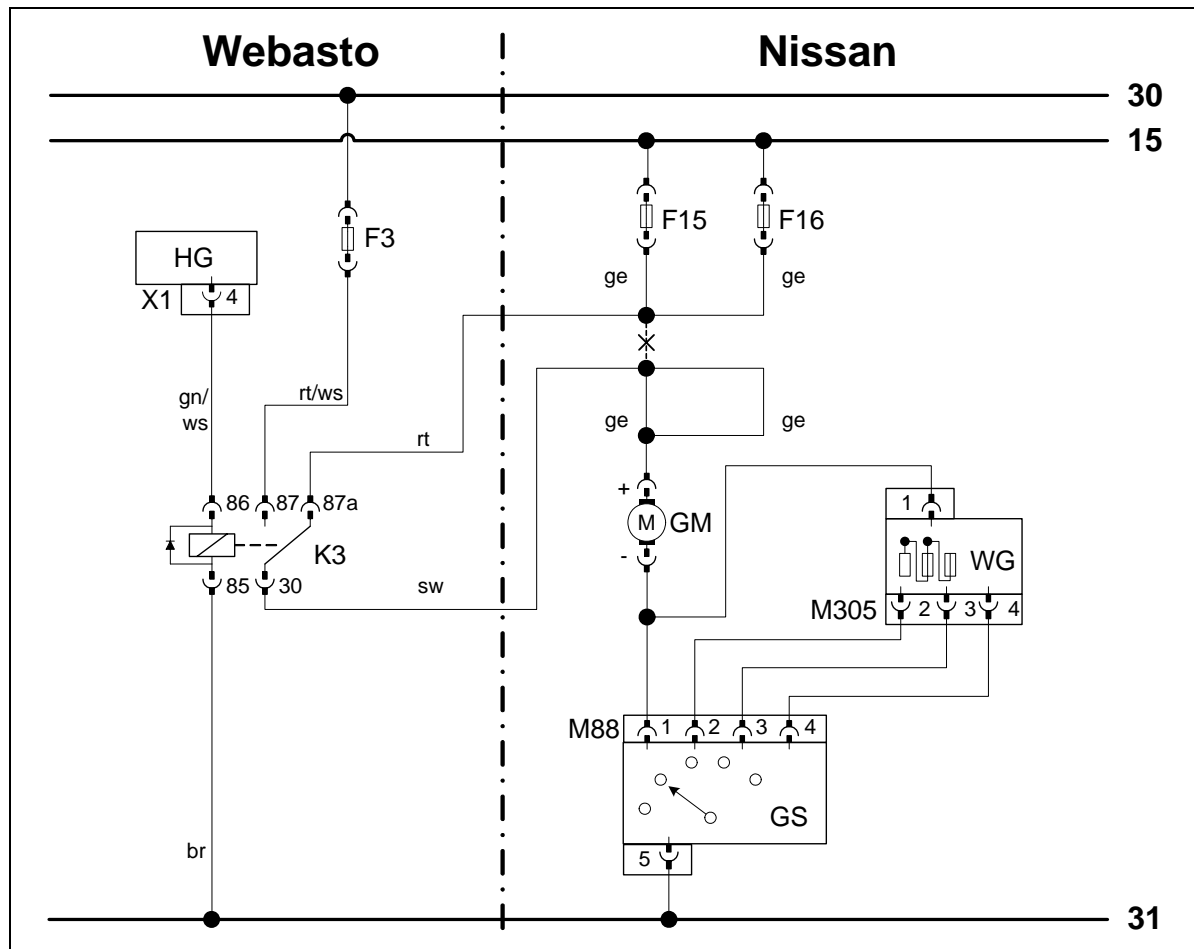 Webasto Nissan
30
15
F15 F16
F3
HG
X1 4
ge ge
gn/
ws
rt/ws
rt
ge ge
86 87 87a
+
1
M GM
K3
-
WG
85 30
sw
M305 2 3 4
M88 1 2 3 4
GS
br
5
31